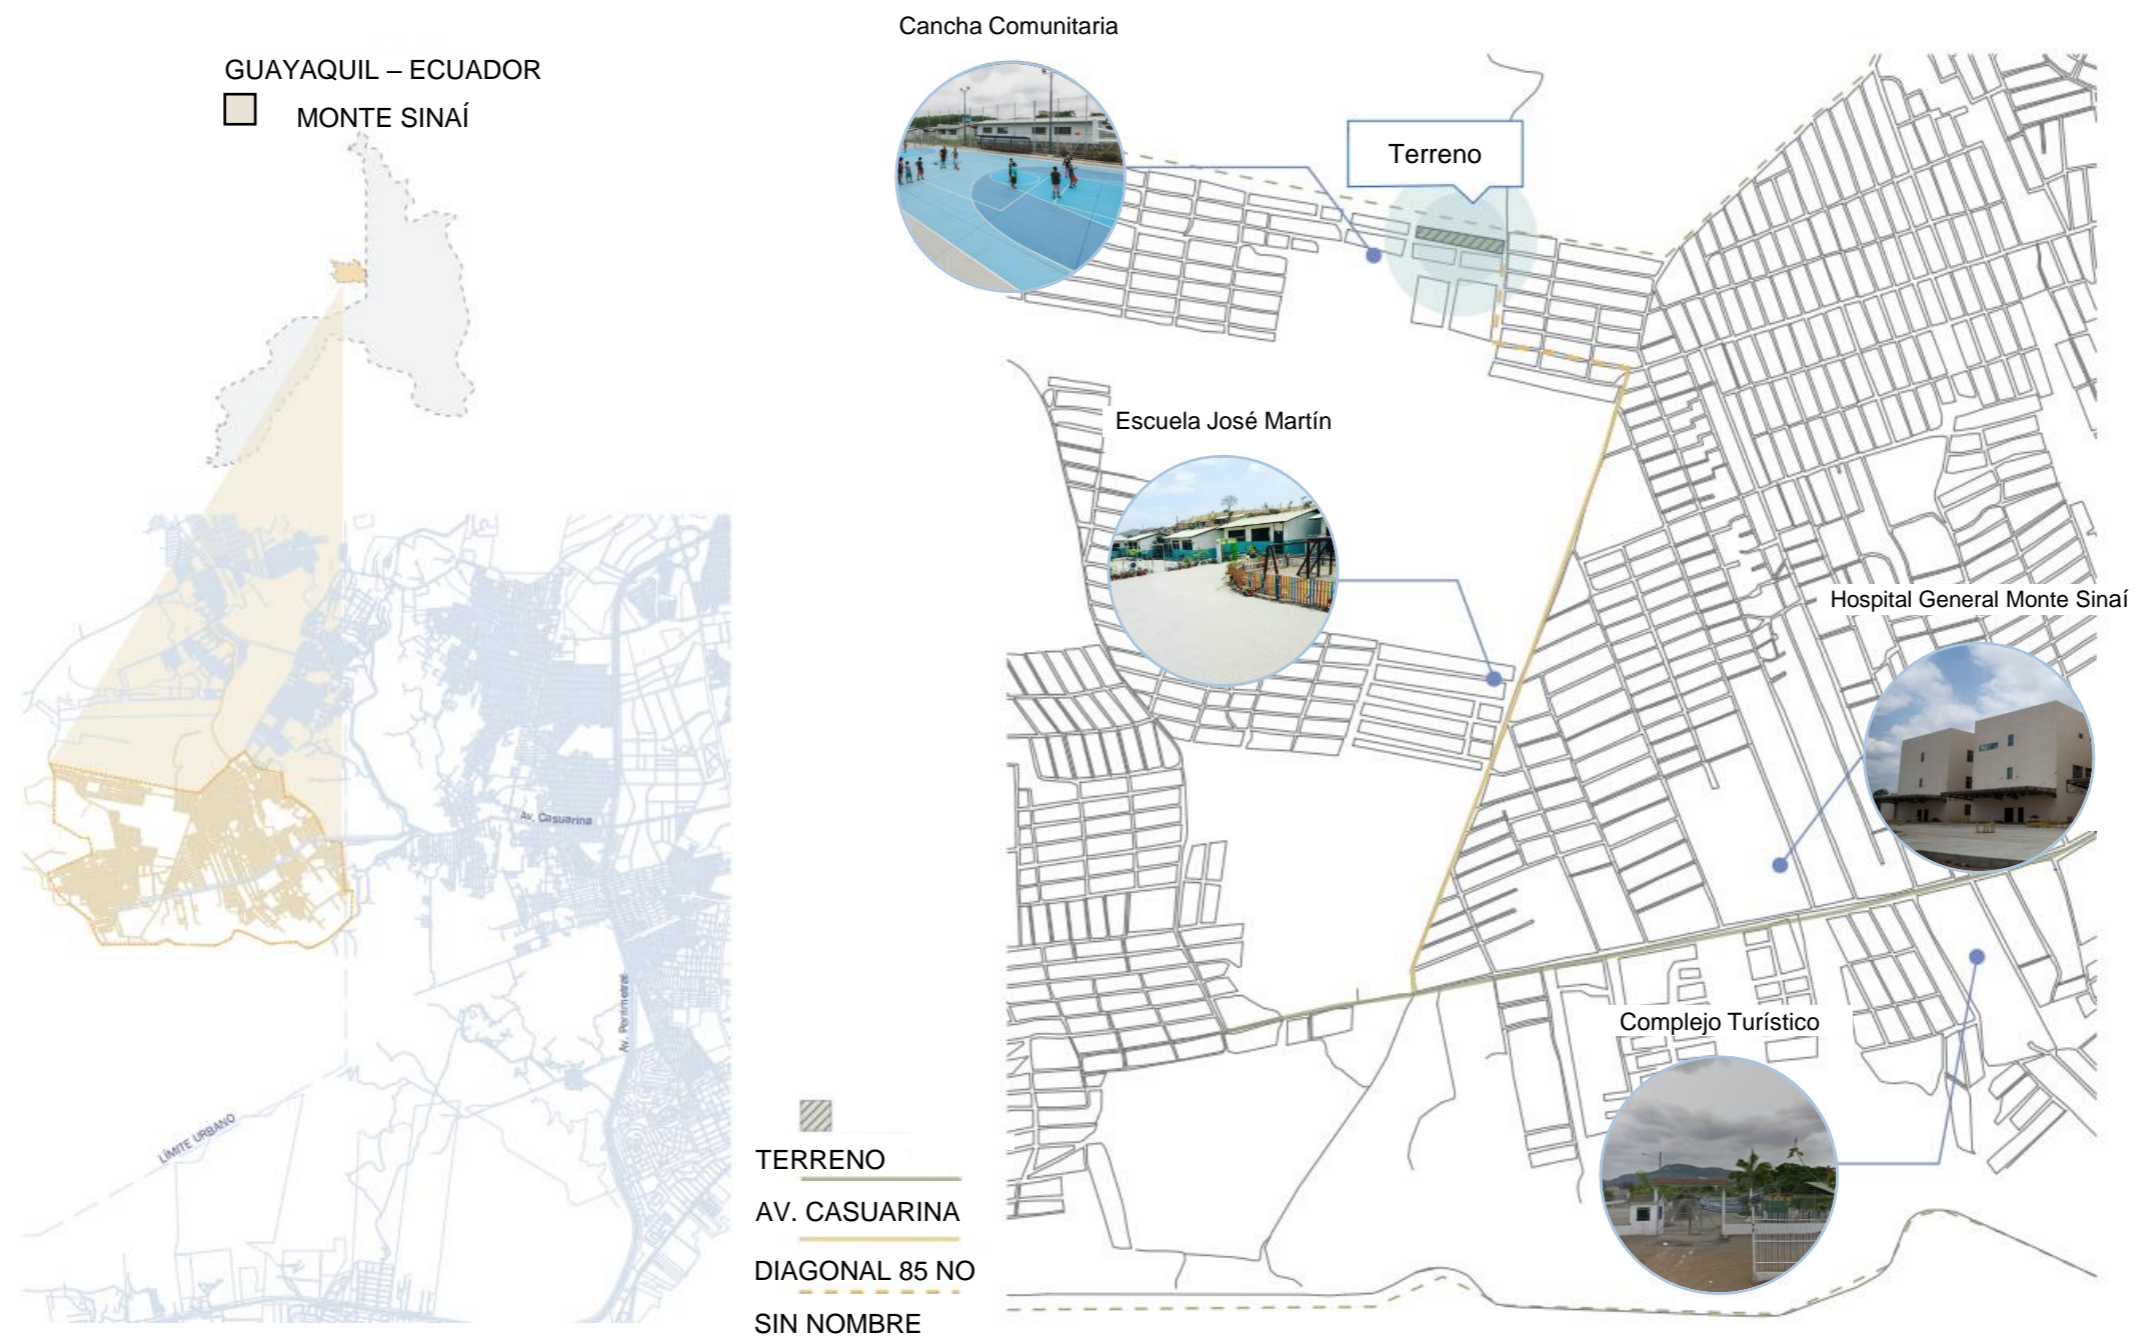 Cancha Comunitaria
GUAYAQUIL – ECUADOR
MONTE SINAÍ
Terreno
Escuela José Martín
Hospital General Monte Sinaí
Av. Casuarina
Av. Perimetral
Complejo Turístico
LÍMITE URBANO
TERRENO
AV. CASUARINA
DIAGONAL 85 NO
SIN NOMBRE